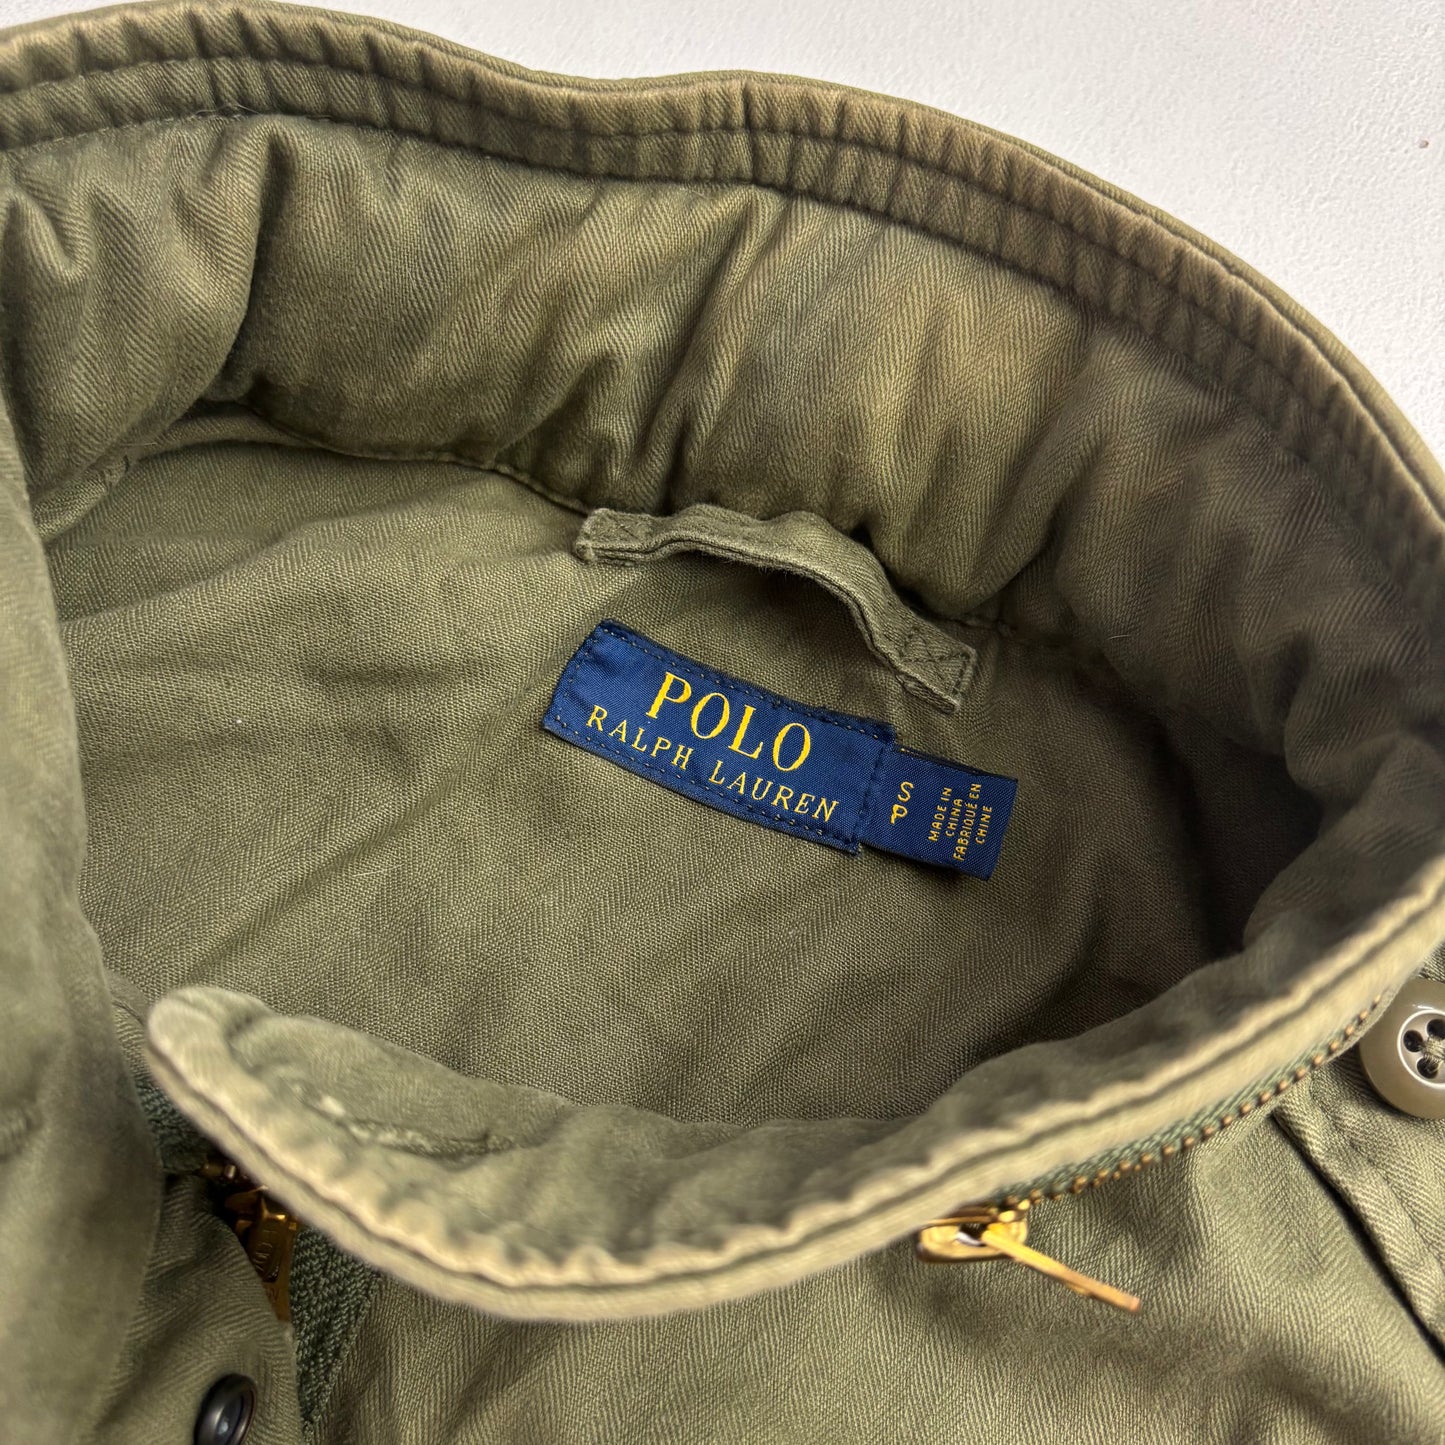 POLO
RALPH LAUREN
S
P
MADE IN
CHINA
FABRIQUÉ EN
CHINE